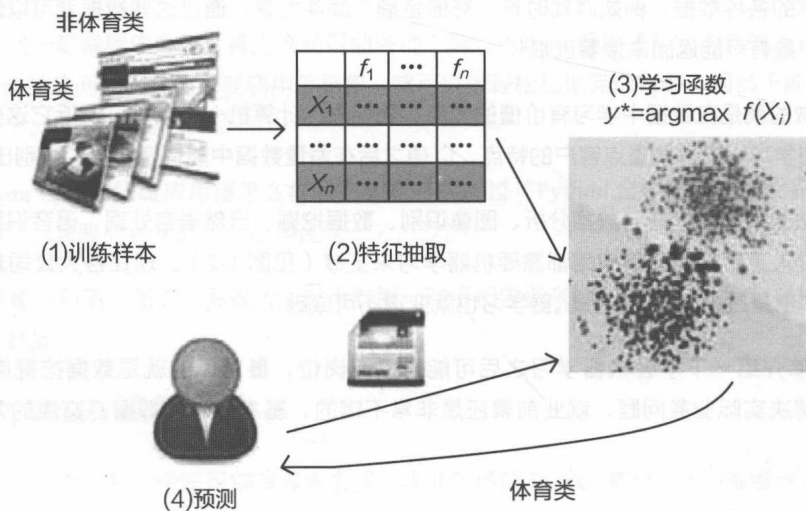 非体育类
体育类
(1)训练样本
f₁ ⋯ fₙ
X₁ ⋯ ⋯ ⋯
⋯ ⋯ ⋯ ⋯
Xₙ ⋯ ⋯ ⋯
(2)特征抽取
(3)学习函数
y*-argmax f(Xᵢ)
(4)预测
体育类